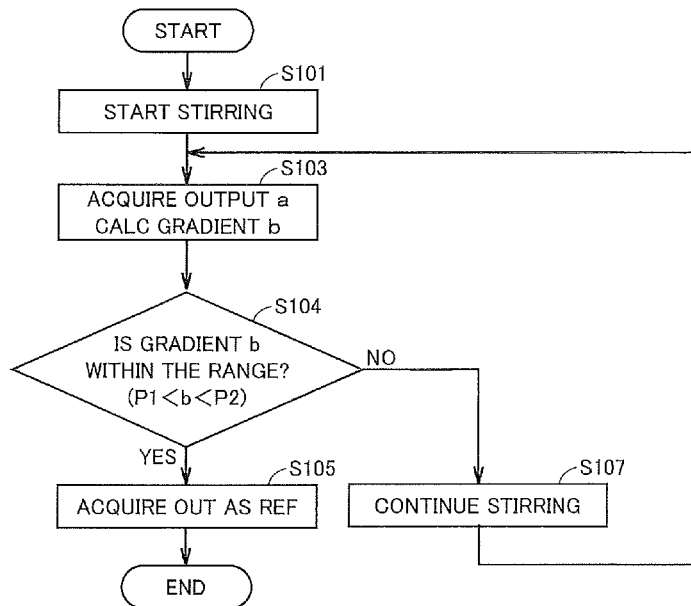 START
S101
START STIRRING
S103
ACQUIRE OUTPUT a
CALC GRADIENT b
S104
IS GRADIENT b
WITHIN THE RANGE?
(P1<b<P2)
NO
YES
S105
ACQUIRE OUT AS REF
S107
CONTINUE STIRRING
END